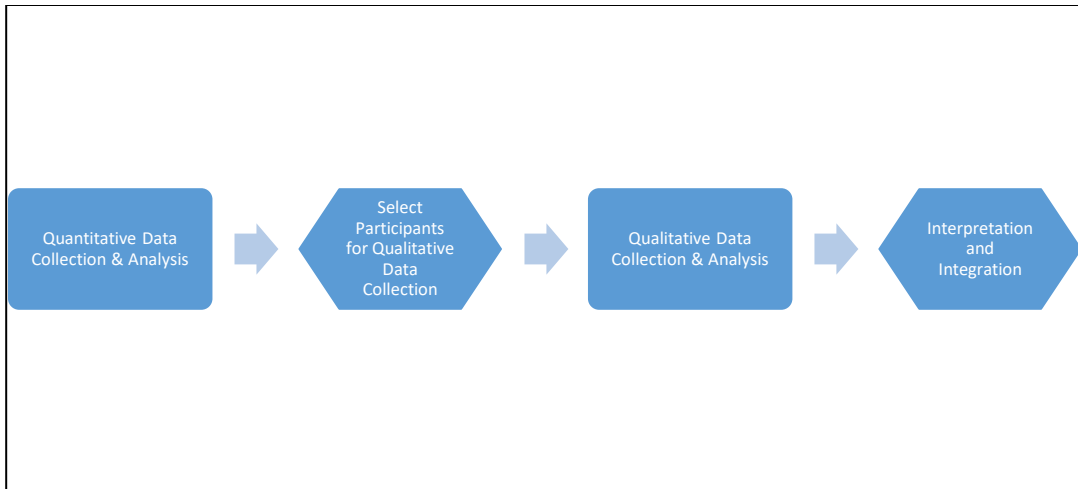 Quantitative Data
Collection & Analysis
Select
Participants
for Qualitative
Data
Collection
Qualitative Data
Collection & Analysis
Interpretation
and
Integration